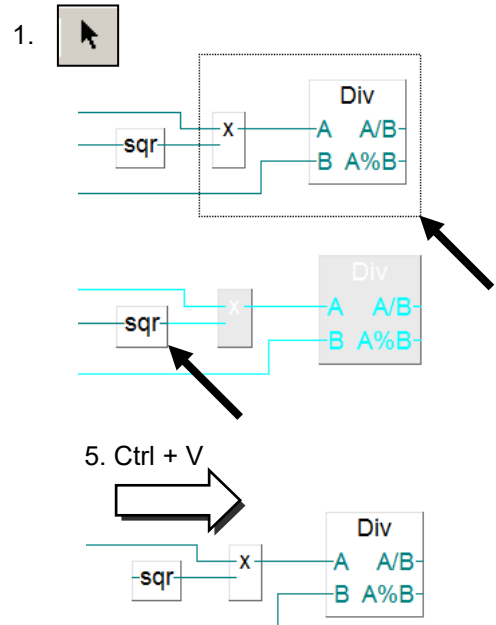 1.
Div
x A A/B
sqr B A%B
Div
x A A/B
sqr B A%B
5. Ctrl + V
Div
x A A/B
sqr B A%B